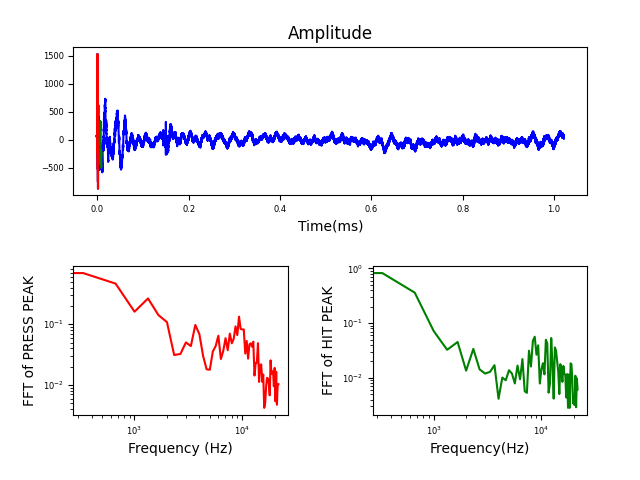 Amplitude
1500
1000
500
0
−500
0.0 0.2 0.4 0.6 0.8 1.0
Time(ms)
FFT of PRESS PEAK
10⁻¹
10⁻²
10³ 10⁴
Frequency (Hz)
FFT of HIT PEAK
10⁰
10⁻¹
10⁻²
10³ 10⁴
Frequency(Hz)